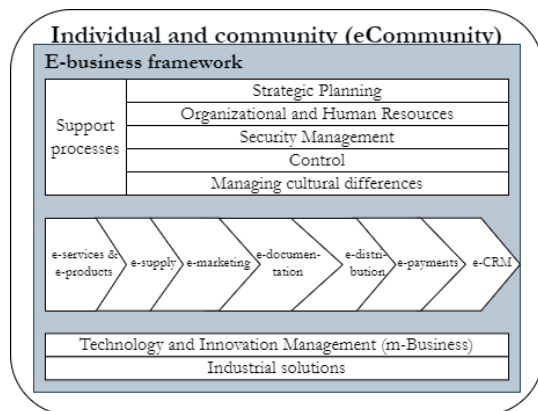 Individual and community (eCommunity)
E-business framework
Support
processes
Strategic Planning
Organizational and Human Resources
Security Management
Control
Managing cultural differences
e-services &
e-products
e-supply
e-marketing
e-documen-
tation
e-distri-
bution
e-payments
e-CRM
Technology and Innovation Management (m-Business)
Industrial solutions